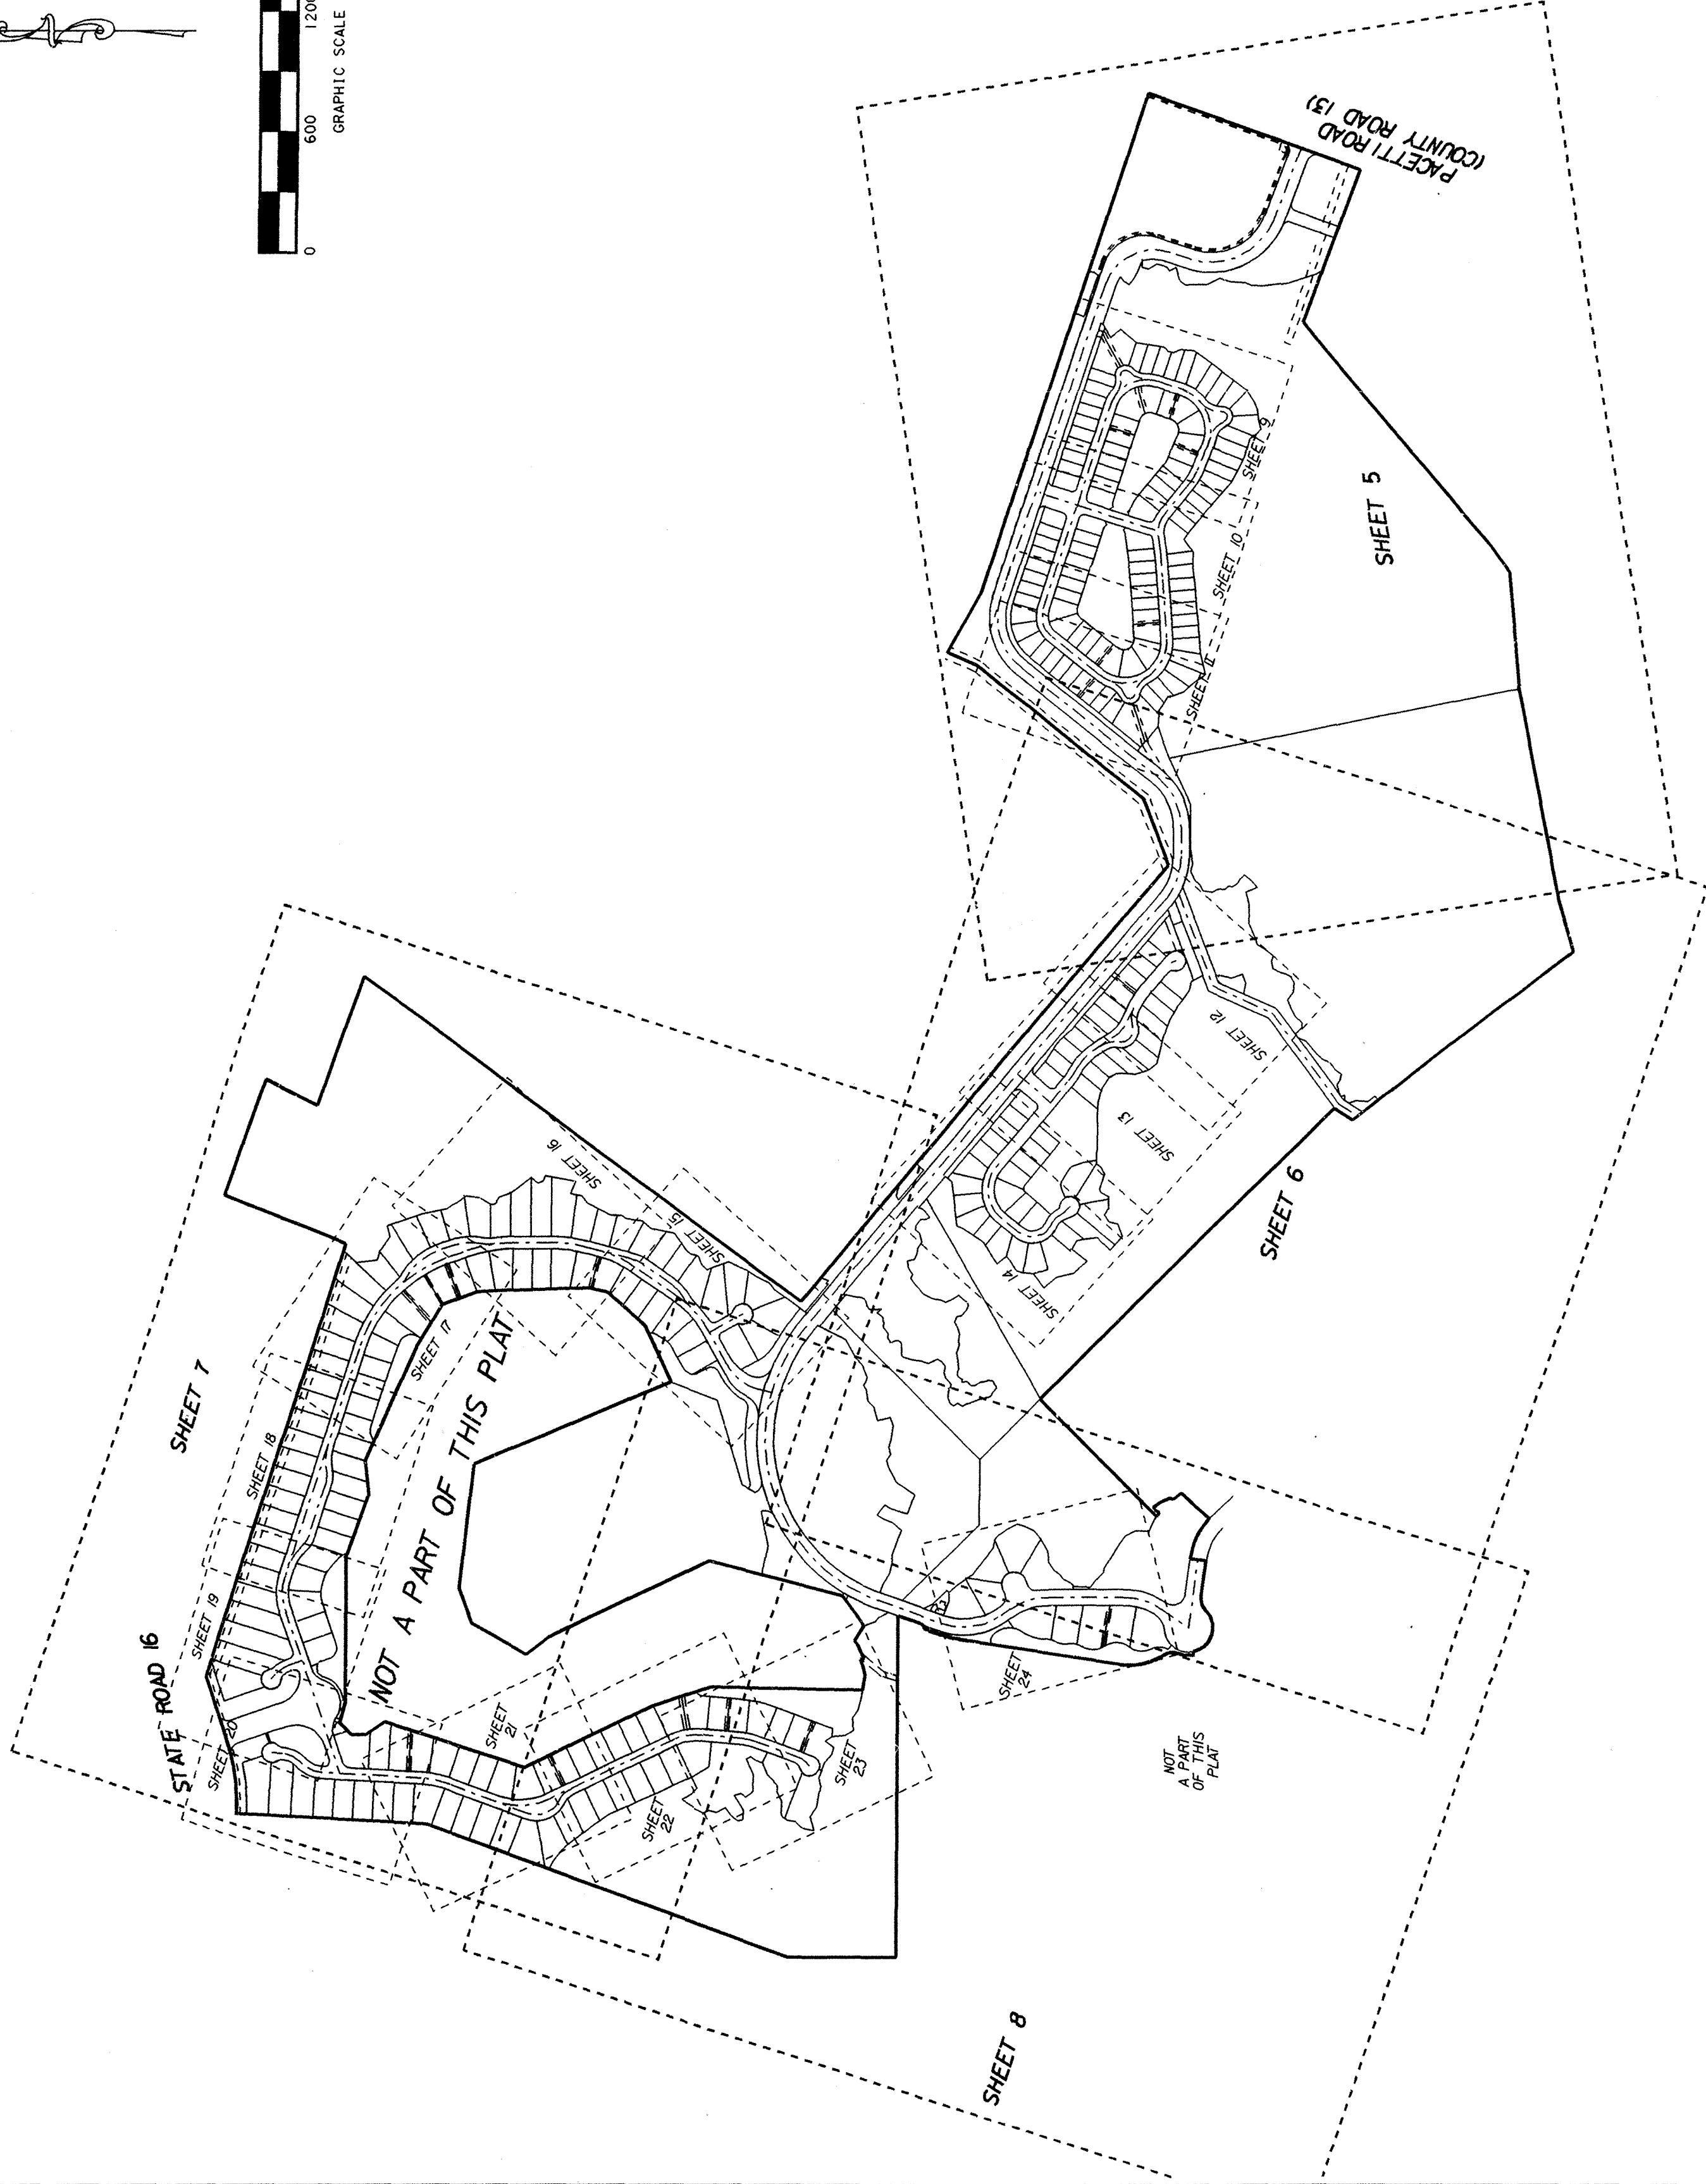 1200
600
0
GRAPHIC SCALE
PACETTI ROAD
(COUNTY ROAD 13)
SHEET 9
SHEET 5
SHEET 10
SHEET 11
SHEET 12
SHEET 13
SHEET 6
SHEET 14
SHEET 16
SHEET 15
SHEET 7
SHEET 17
SHEET 18
NOT A PART OF THIS PLAT
SHEET 19
STATE ROAD 16
SHEET 20
SHEET
21
SHEET
22
SHEET
23
SHEET
24
NOT
A PART
OF THIS
PLAT
SHEET 8